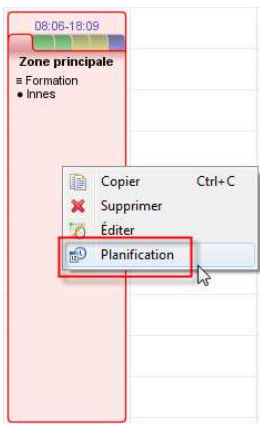 08:06-18:09
Zone principale
≡ Formation
● Innes
Copier Ctrl+C
Supprimer
Éditer
Planification